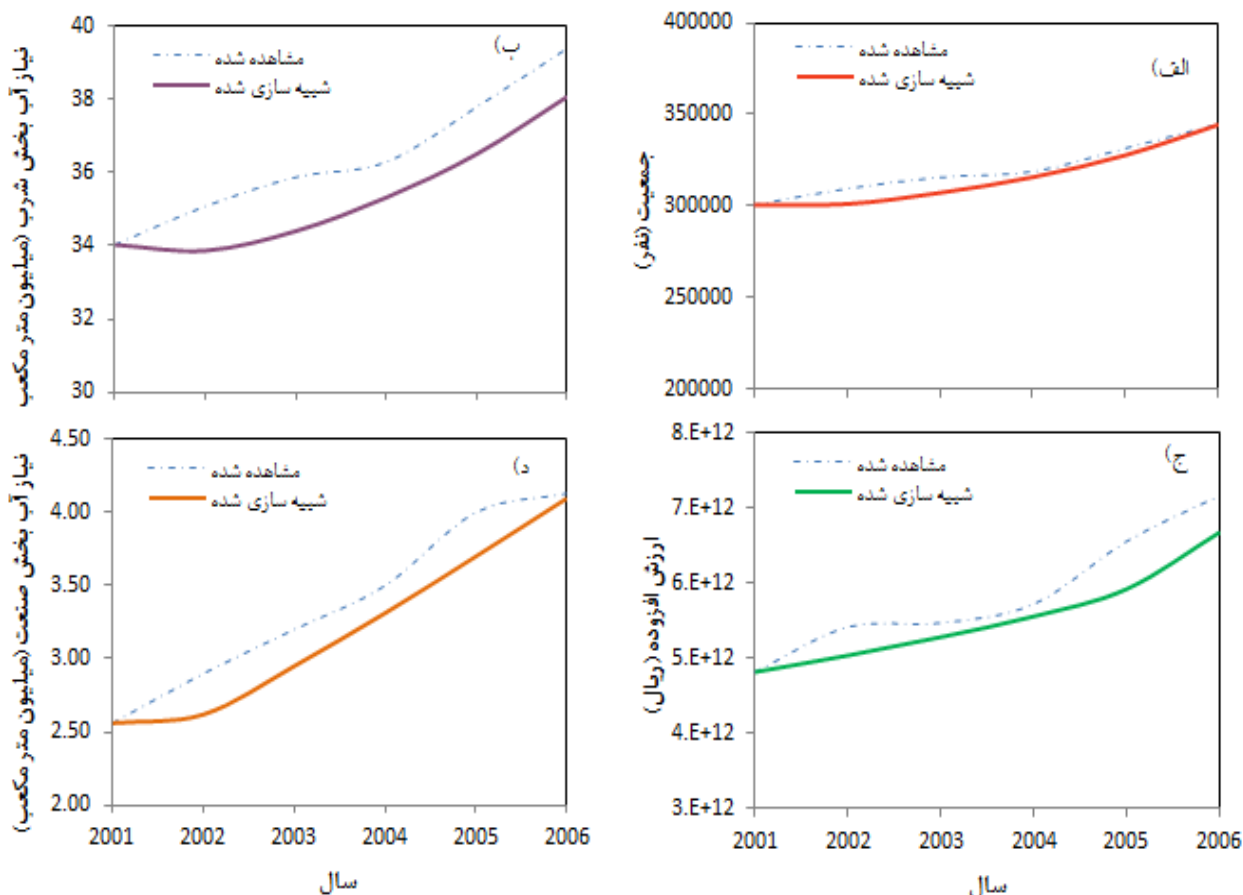 الف)
مشاهده شده
شبیه سازی شده
جمعیت (نفر)
400000
350000
300000
250000
200000
ب)
مشاهده شده
شبیه سازی شده
نیاز آب بخش شرب (میلیون متر مکعب
40
38
36
34
32
30
ج)
مشاهده شده
شبیه سازی شده
ارزش افزوده (ریال)
8.E+12
7.E+12
6.E+12
5.E+12
4.E+12
3.E+12
2001 2002 2003 2004 2005 2006
سال
د)
مشاهده شده
شبیه سازی شده
نیاز آب بخش صنعت (میلیون متر مکعب)
4.50
4.00
3.50
3.00
2.50
2.00
2001 2002 2003 2004 2005 2006
سال